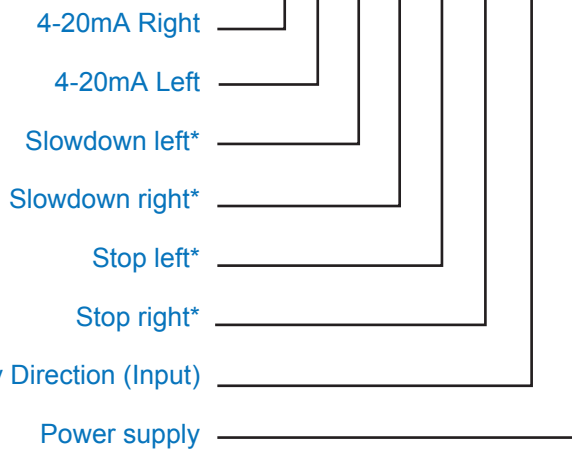 4-20mA Right
4-20mA Left
Slowdown left*
Slowdown right*
Stop left*
Stop right*
Direction (Input)
Power supply